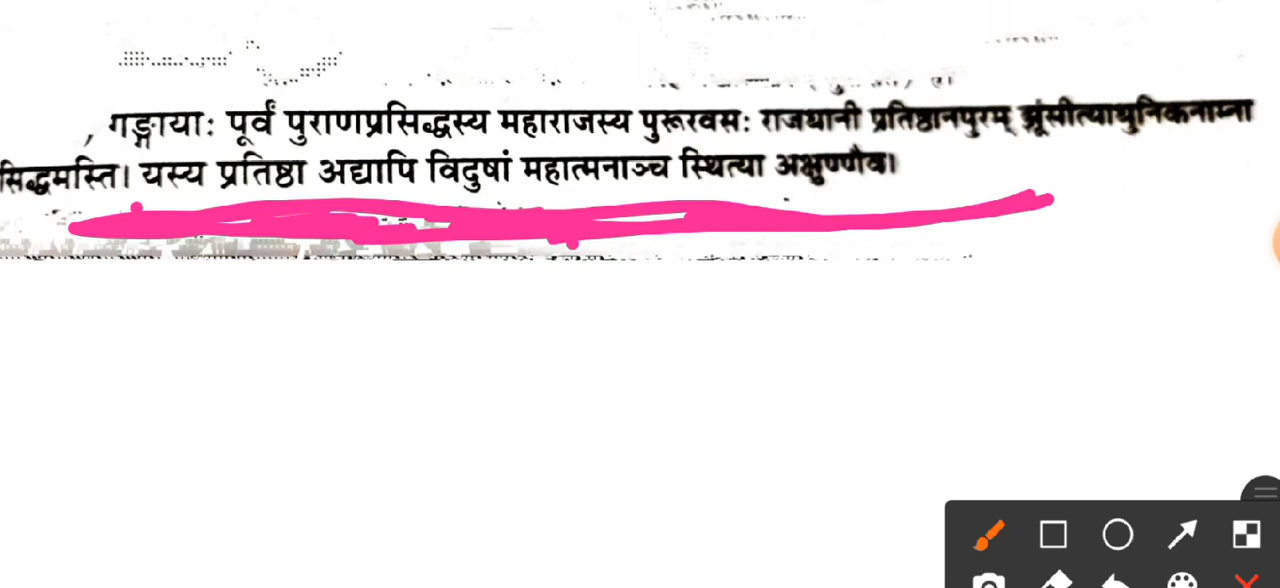 , गङ्गायाः पूर्वं पुराणप्रसिद्धस्य महाराजस्य पुरूरवसः राजधानी प्रतिष्ठानपुरम् झूंसीत्याधुनिकनाम्ना
सिद्धमस्ति। यस्य प्रतिष्ठा अद्यापि विदुषां महात्मनाञ्च स्थित्या अक्षुण्णैव।